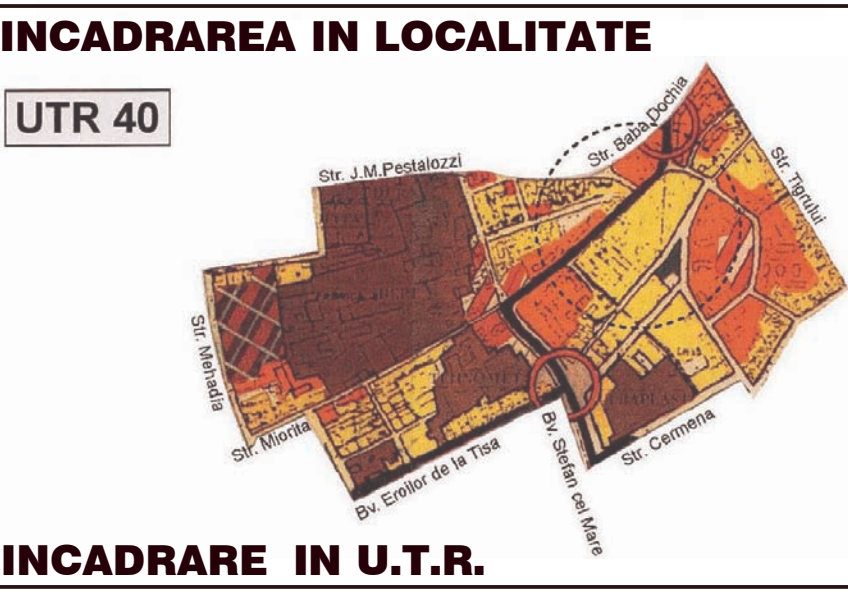 INCADRAREA IN LOCALITATE
UTR 40
Str. Baba Dochia
Str. J.M.Pestalozzi
Str. Tigrului
Str. Mehadia
Str. Miorita
Bv. Eroilor de la Tisa
Bv. Stefan cel Mare
Str. Cermena
INCADRARE IN U.T.R.